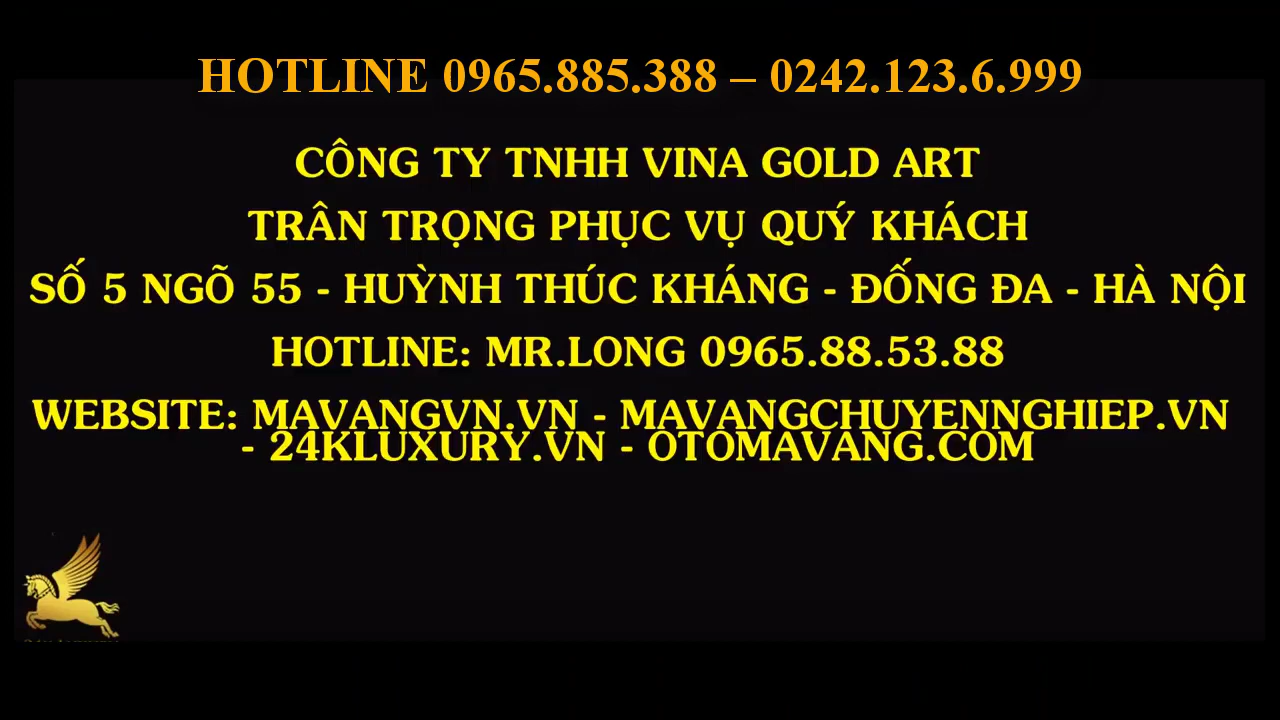 HOTLINE 0965.885.388 – 0242.123.6.999
CÔNG TY TNHH VINA GOLD ART
TRÂN TRỌNG PHỤC VỤ QUÝ KHÁCH
SỐ 5 NGÕ 55 - HUỲNH THÚC KHÁNG - ĐỐNG ĐA - HÀ NỘI
HOTLINE: MR.LONG 0965.88.53.88
WEBSITE: MAVANGVN.VN - MAVANGCHUYENNGHIEP.VN
- 24KLUXURY.VN - OTOMAVANG.COM